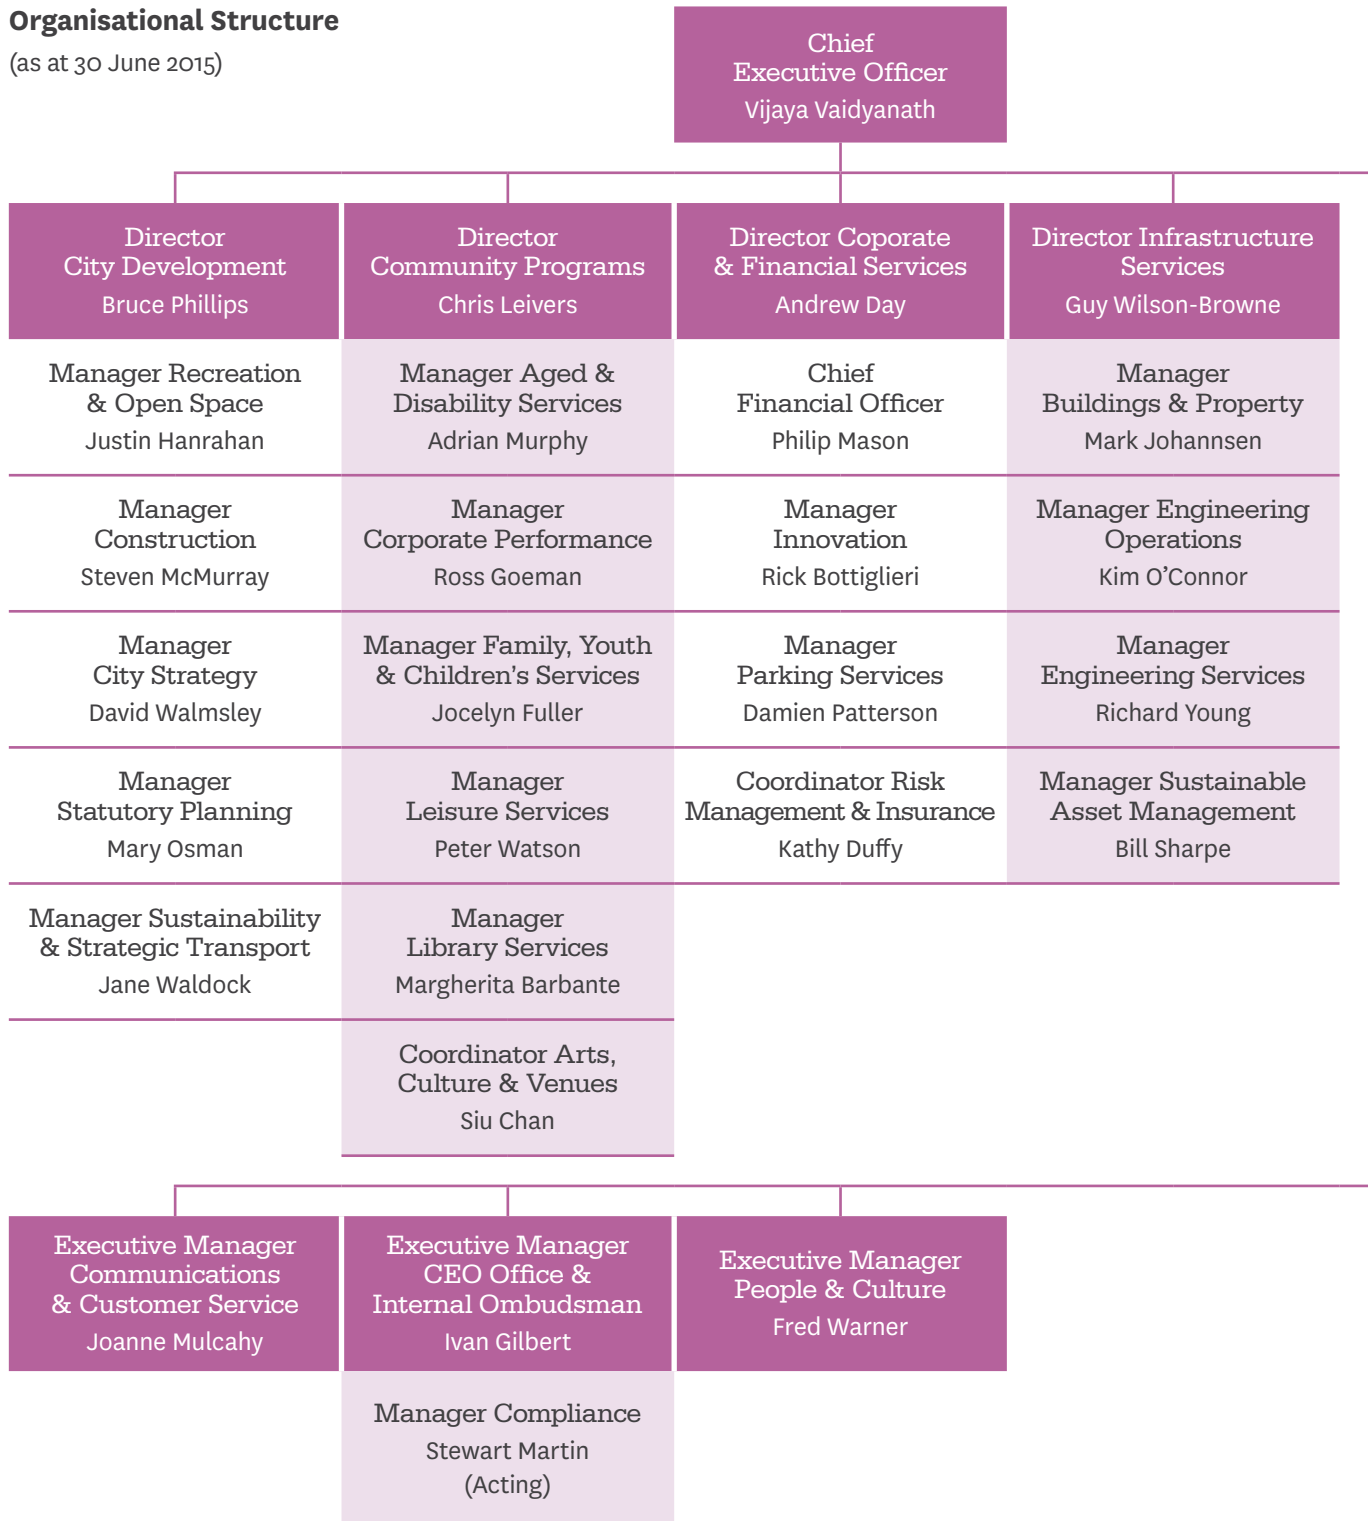 Organisational Structure
(as at 30 June 2015)
Chief
Executive Officer
Vijaya Vaidyanath
Director
City Development
Bruce Phillips
Manager Recreation
& Open Space
Justin Hanrahan
Manager
Construction
Steven McMurray
Manager
City Strategy
David Walmsley
Manager
Statutory Planning
Mary Osman
Manager Sustainability
& Strategic Transport
Jane Waldock
Director
Community Programs
Chris Leivers
Manager Aged &
Disability Services
Adrian Murphy
Manager
Corporate Performance
Ross Goeman
Manager Family, Youth
& Children’s Services
Jocelyn Fuller
Manager
Leisure Services
Peter Watson
Manager
Library Services
Margherita Barbante
Coordinator Arts,
Culture & Venues
Siu Chan
Director Coporate
& Financial Services
Andrew Day
Chief
Financial Officer
Philip Mason
Manager
Innovation
Rick Bottiglieri
Manager
Parking Services
Damien Patterson
Coordinator Risk
Management & Insurance
Kathy Duffy
Director Infrastructure
Services
Guy Wilson-Browne
Manager
Buildings & Property
Mark Johannsen
Manager Engineering
Operations
Kim O’Connor
Manager
Engineering Services
Richard Young
Manager Sustainable
Asset Management
Bill Sharpe
Executive Manager
Communications
& Customer Service
Joanne Mulcahy
Executive Manager
CEO Office &
Internal Ombudsman
Ivan Gilbert
Manager Compliance
Stewart Martin
(Acting)
Executive Manager
People & Culture
Fred Warner